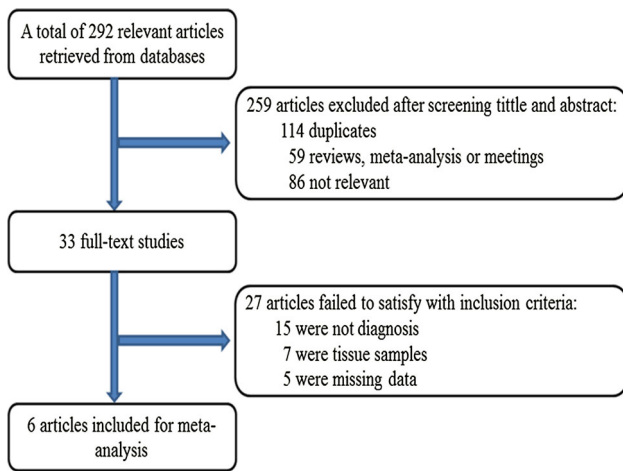 A total of 292 relevant articles
retrieved from databases
259 articles excluded after screening tittle and abstract:
114 duplicates
59 reviews, meta-analysis or meetings
86 not relevant
33 full-text studies
27 articles failed to satisfy with inclusion criteria:
15 were not diagnosis
7 were tissue samples
5 were missing data
6 articles included for meta-
analysis